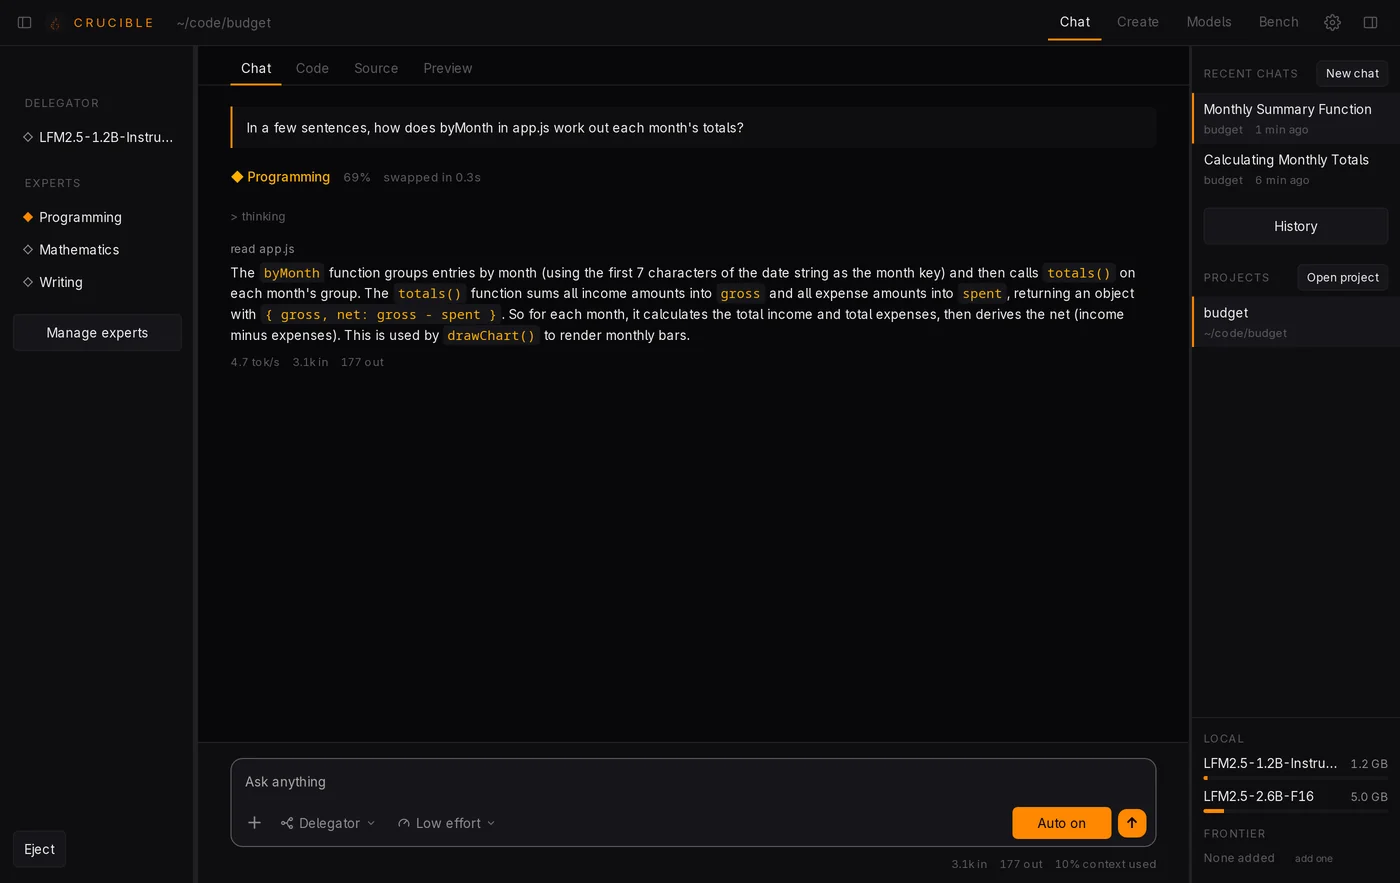 CRUCIBLE ~/code/budget Chat Create Models Bench
DELEGATOR
LFM2.5-1.2B-Instru...
EXPERTS
Programming
Mathematics
Writing
Manage experts
Eject
Chat Code Source Preview
In a few sentences, how does byMonth in app.js work out each month's totals?
Programming 69% swapped in 0.3s
> thinking
read app.js
The byMonth function groups entries by month (using the first 7 characters of the date string as the month key) and then calls totals() on
each month's group. The totals() function sums all income amounts into gross and all expense amounts into spent, returning an object
with { gross, net: gross - spent }. So for each month, it calculates the total income and total expenses, then derives the net (income
minus expenses). This is used by drawChart() to render monthly bars.
4.7 tok/s 3.1k in 177 out
Ask anything
Delegator Low effort Auto on
3.1k in 177 out 10% context used
RECENT CHATS New chat
Monthly Summary Function
budget 1 min ago
Calculating Monthly Totals
budget 6 min ago
History
PROJECTS Open project
budget
~/code/budget
LOCAL
LFM2.5-1.2B-Instru... 1.2 GB
LFM2.5-2.6B-F16 5.0 GB
FRONTIER
None added add one